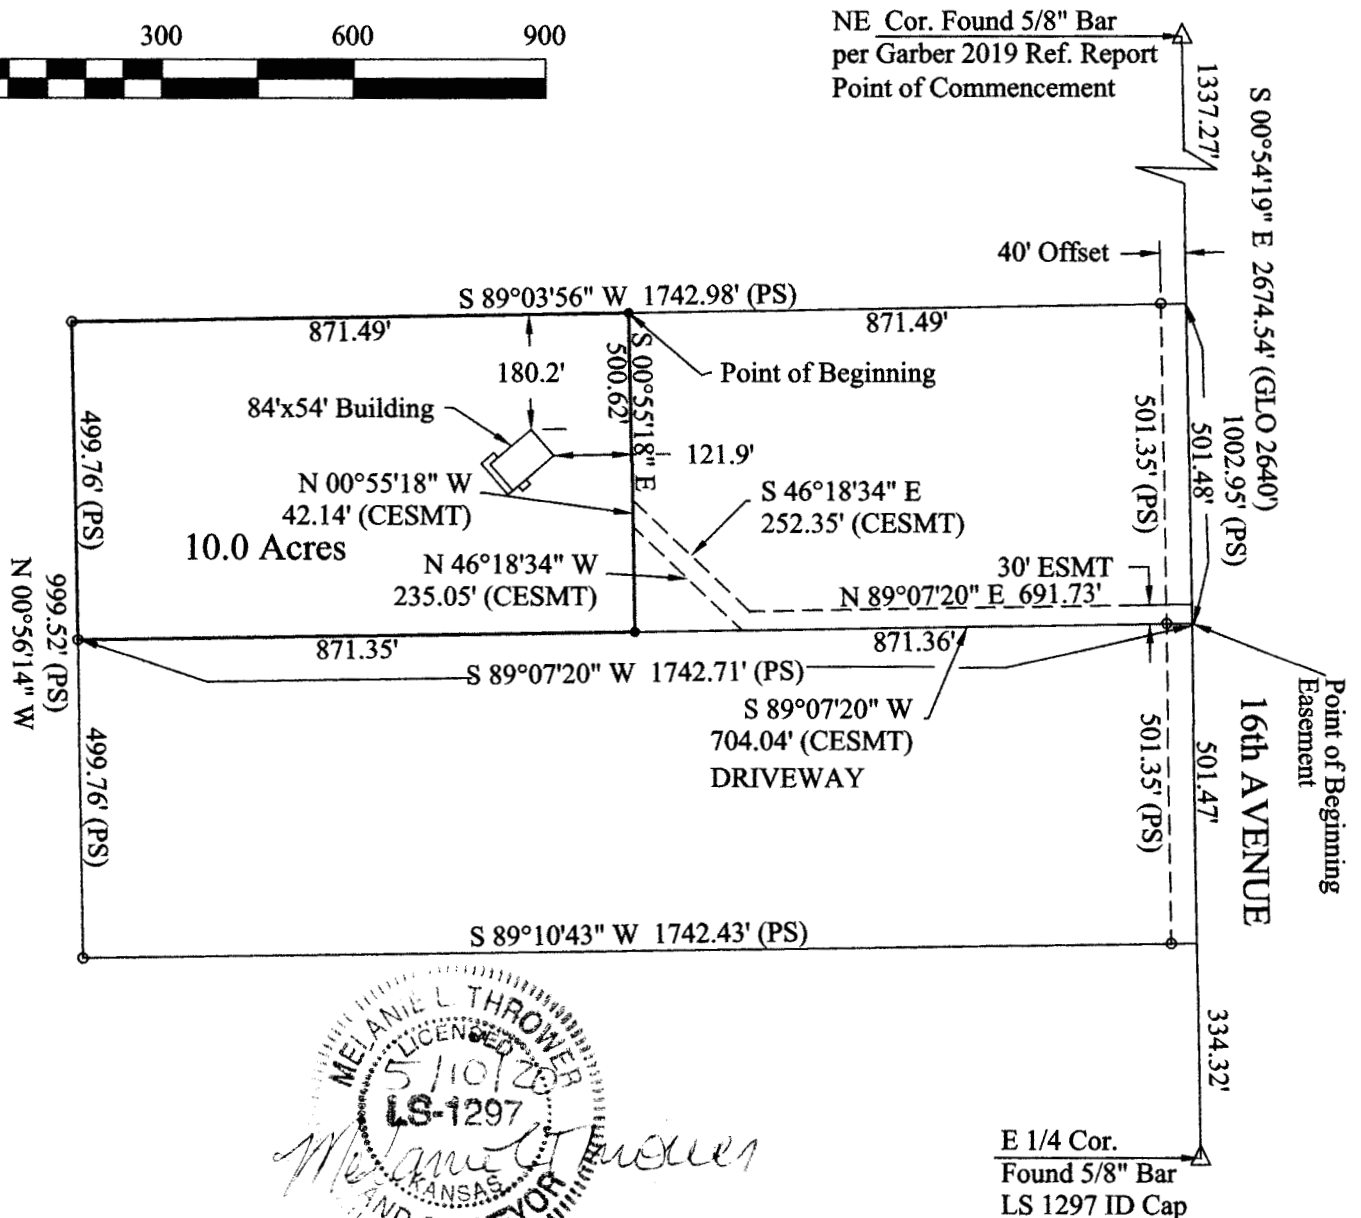 300 600 900
NE Cor. Found 5/8" Bar
per Garber 2019 Ref. Report
Point of Commencement
1337.27'
S 00°54'19" E 2674.54' (GLO 2640')
1002.95' (PS)
40' Offset
S 89°03'56" W 1742.98' (PS)
871.49'
871.49'
180.2'
S 00°55'18" E
500.62'
Point of Beginning
84'x54' Building
121.9'
501.35' (PS)
501.48'
499.76' (PS)
N 00°55'18" W
42.14' (CESMT)
S 46°18'34" E
252.35' (CESMT)
10.0 Acres
N 46°18'34" W
235.05' (CESMT)
30' ESMT
N 89°07'20" E 691.73'
871.35'
871.36'
S 89°07'20" W 1742.71' (PS)
N 00°56'14" W
999.52' (PS)
S 89°07'20" W
704.04' (CESMT)
DRIVEWAY
Point of Beginning
Easement
16th AVENUE
499.76' (PS)
501.35' (PS)
501.47'
S 89°10'43" W 1742.43' (PS)
334.32'
MELANIE L. THROWER
LICENSED
5/10/20
LS-1297
KANSAS
Melanie L Thrower
E 1/4 Cor.
Found 5/8" Bar
LS 1297 ID Cap